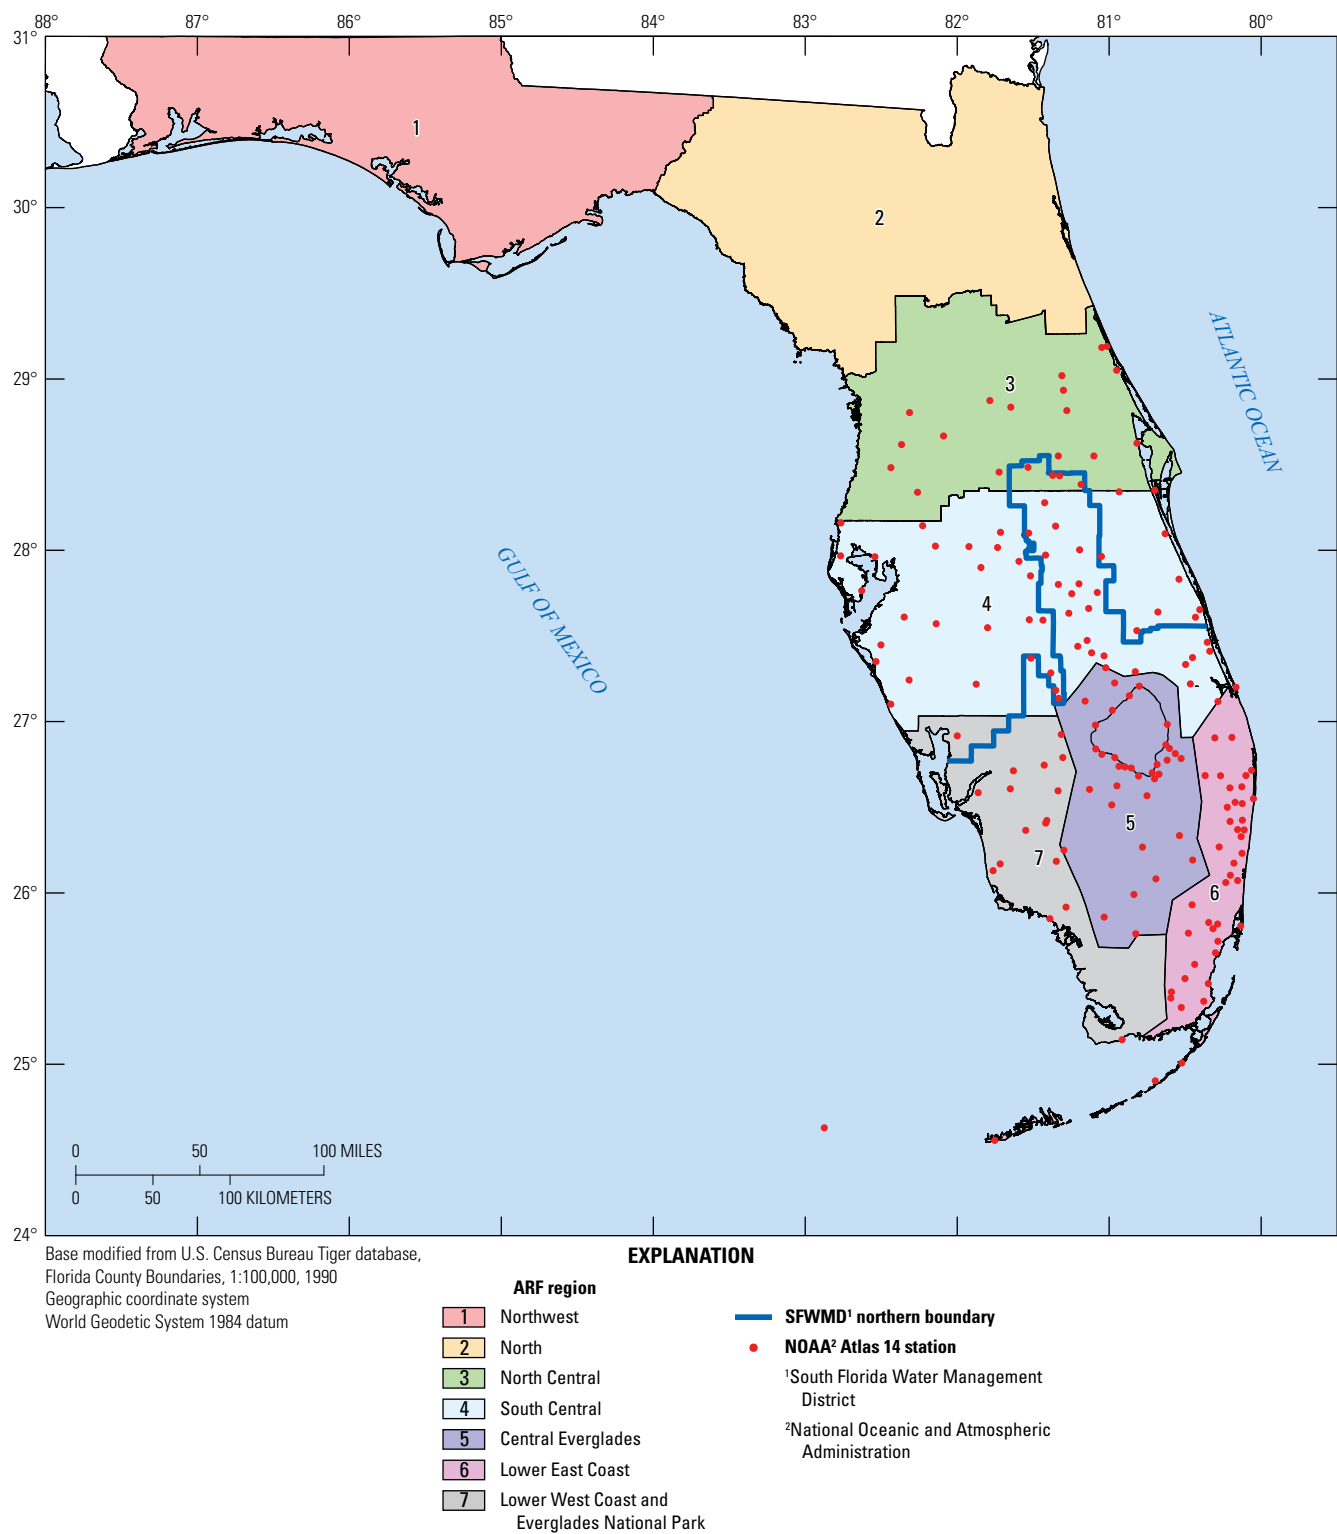 88° 87° 86° 85° 84° 83° 82° 81° 80°
31°
1
30°
2
ATLANTIC OCEAN
29°
3
28°
GULF OF MEXICO
4
27°
5
7
26°
6
25°
0 50 100 MILES
0 50 100 KILOMETERS
24°
Base modified from U.S. Census Bureau Tiger database,
Florida County Boundaries, 1:100,000, 1990
Geographic coordinate system
World Geodetic System 1984 datum
EXPLANATION
ARF region
1 Northwest
2 North
3 North Central
4 South Central
5 Central Everglades
6 Lower East Coast
7 Lower West Coast and
Everglades National Park
SFWMD¹ northern boundary
NOAA² Atlas 14 station
¹South Florida Water Management
District
²National Oceanic and Atmospheric
Administration